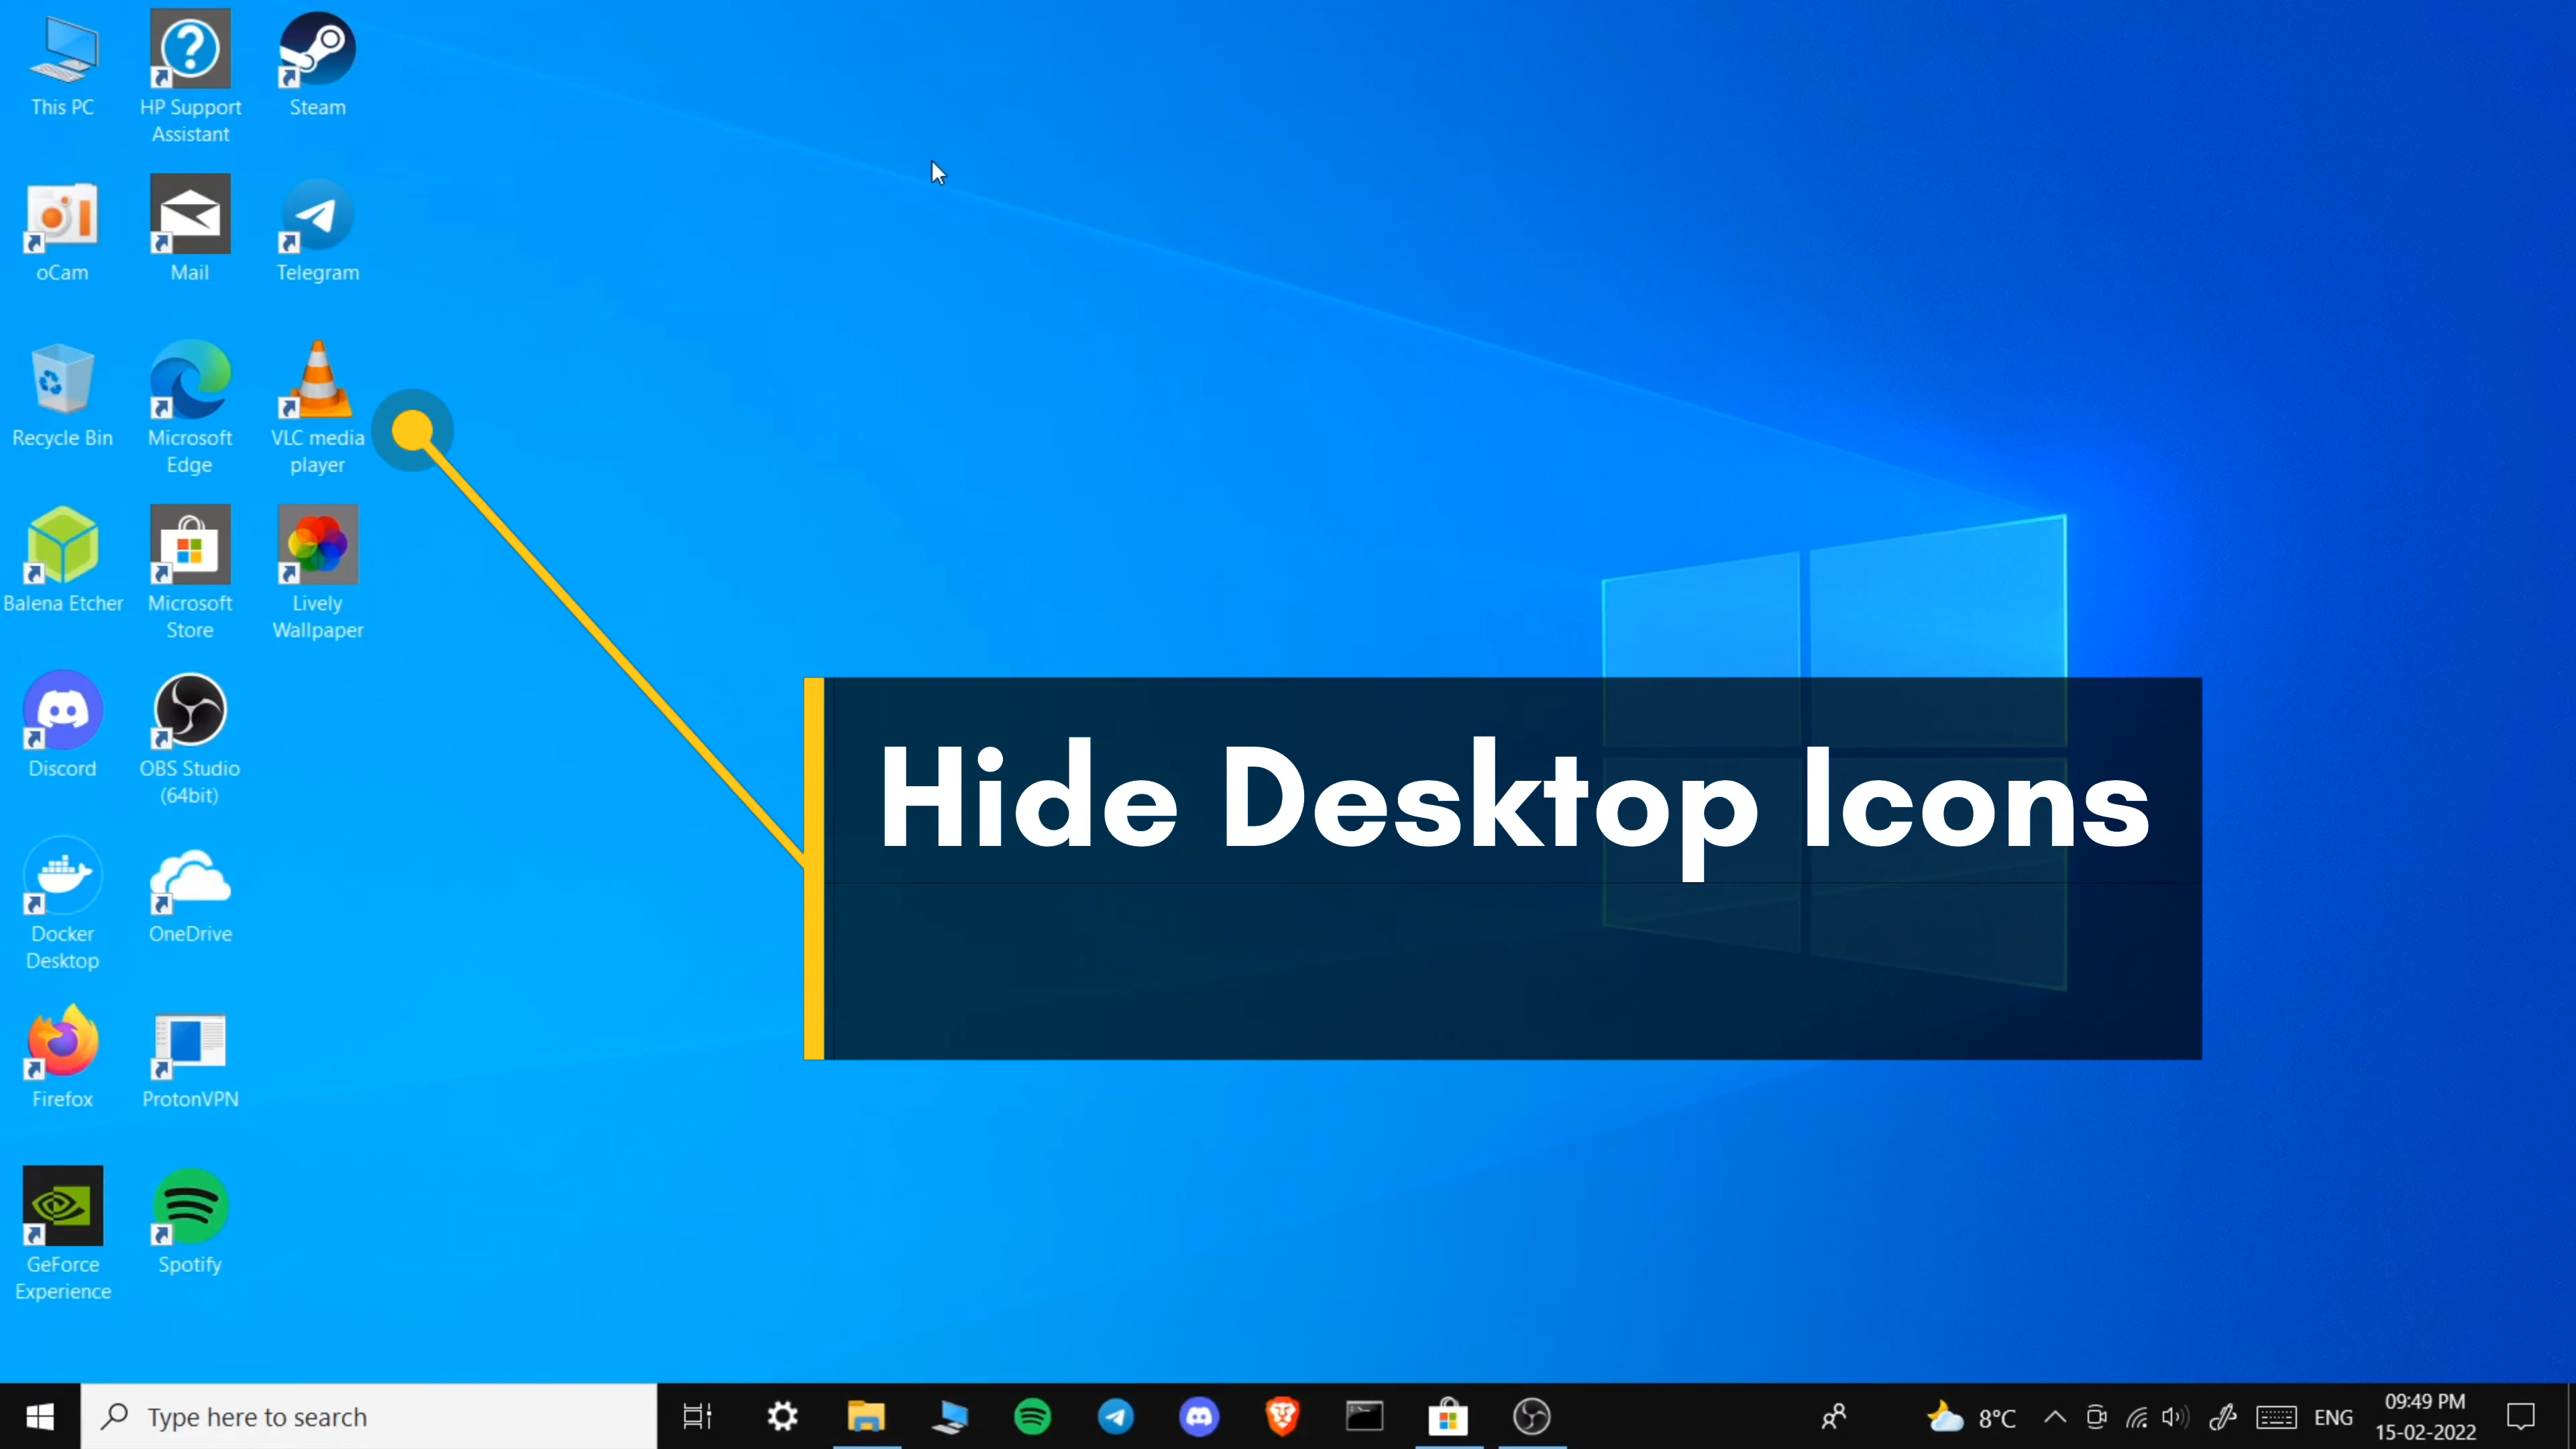 This PC
HP Support
Assistant
Steam
oCam
Mail
Telegram
Recycle Bin
Microsoft
Edge
VLC media
player
Balena Etcher
Microsoft
Store
Lively
Wallpaper
Discord
OBS Studio
(64bit)
Docker
Desktop
OneDrive
Firefox
ProtonVPN
GeForce
Experience
Spotify
Hide Desktop Icons
Type here to search
8°C
ENG
09:49 PM
15-02-2022